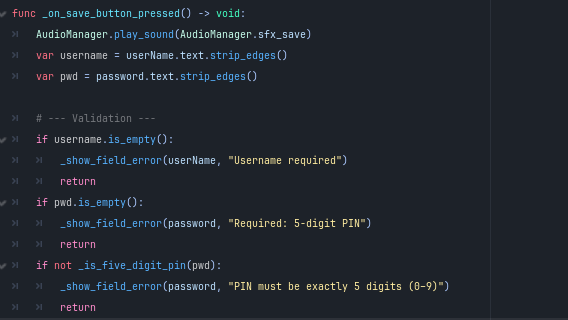 func _on_save_button_pressed() -> void:
AudioManager.play_sound(AudioManager.sfx_save)
var username = userName.text.strip_edges()
var pwd = password.text.strip_edges()
# --- Validation ---
if username.is_empty():
_show_field_error(userName, "Username required")
return
if pwd.is_empty():
_show_field_error(password, "Required: 5-digit PIN")
return
if not _is_five_digit_pin(pwd):
_show_field_error(password, "PIN must be exactly 5 digits (0–9)")
return